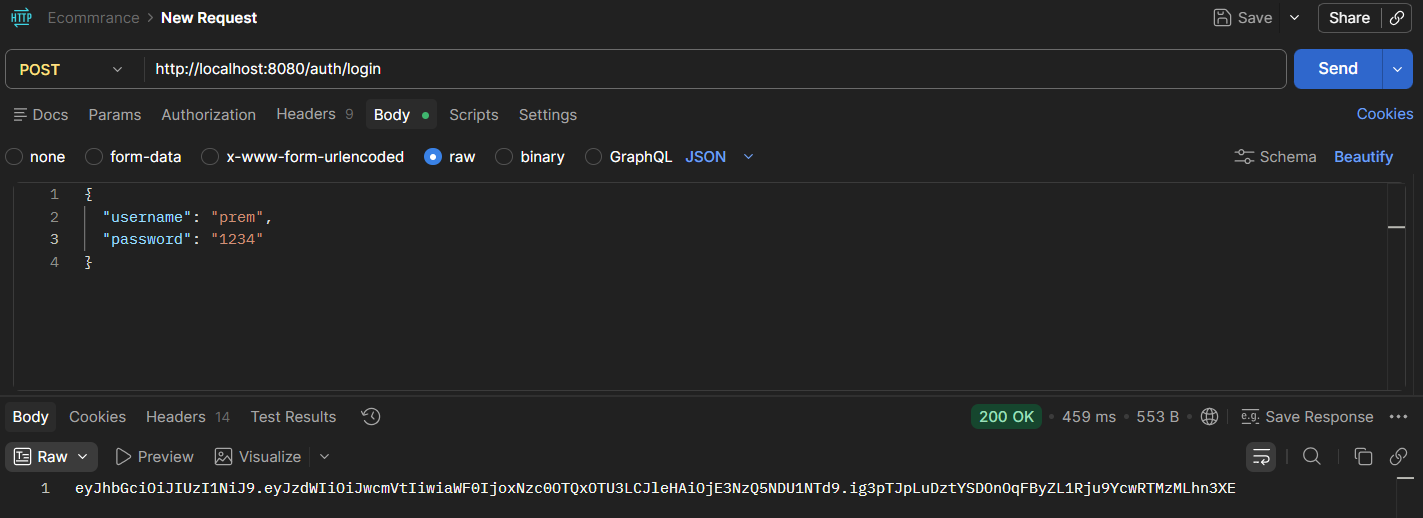 HTTP Ecommrance > New Request Save Share
POST http://localhost:8080/auth/login Send
Docs Params Authorization Headers 9 Body Scripts Settings Cookies
none form-data x-www-form-urlencoded raw binary GraphQL JSON Schema Beautify
1 {
2 "username": "prem",
3 "password": "1234"
4 }
Body Cookies Headers 14 Test Results 200 OK • 459 ms • 553 B • e.g. Save Response
Raw Preview Visualize
1 eyJhbGciOiJIUzI1NiJ9.eyJzdWIiOiJwcmVtIiwiaWF0IjoxNzc0OTQxOTU3LCJleHAiOjE3NzQ5NDU1NTd9.ig3pTJpLuDztYSDOnOqFByZL1Rju9YcwRTMzMLhn3XE